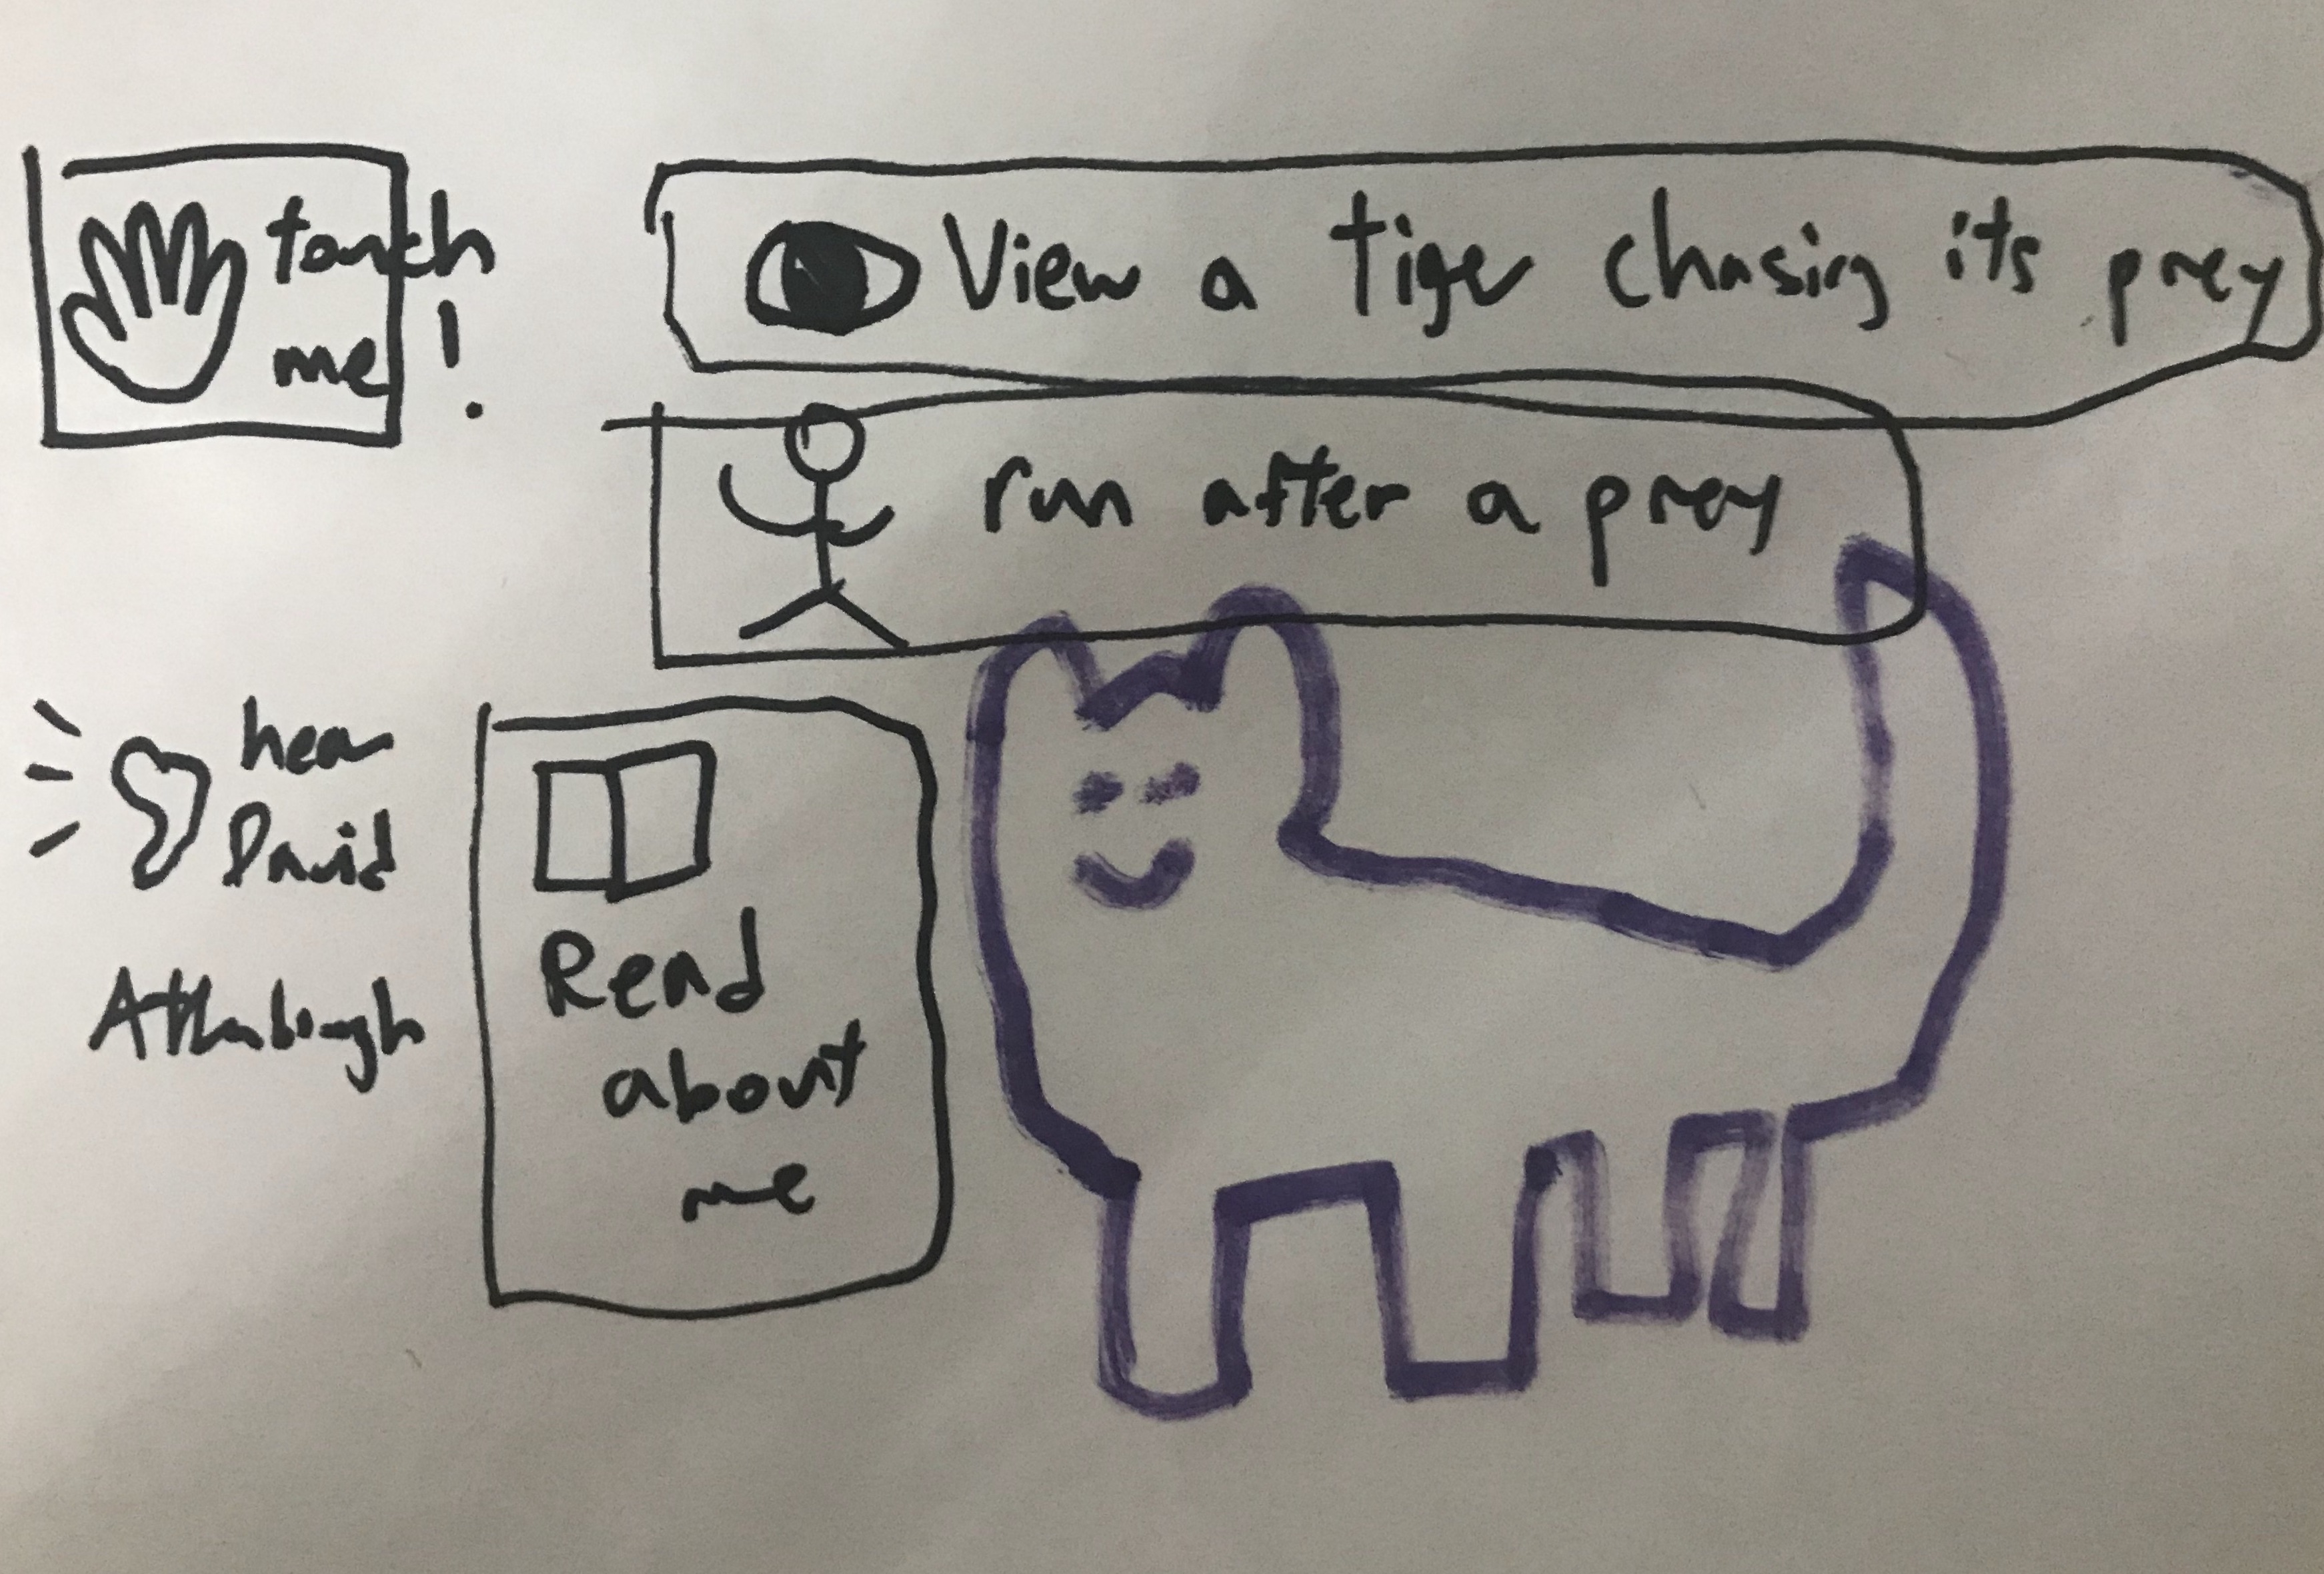 touch
me!
View a tiger chasing its prey
run after a prey
hear
David
Attenborough
Read
about
me